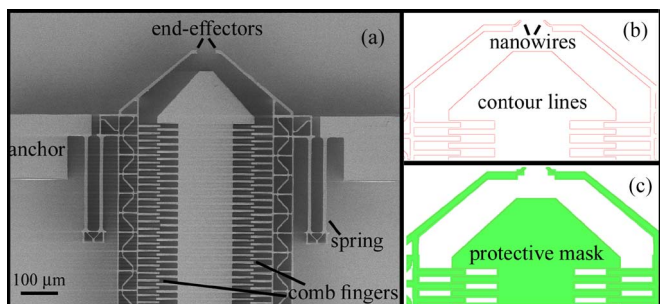 end-effectors
(a)
anchor
spring
100 µm
comb fingers
(b)
nanowires
contour lines
(c)
protective mask